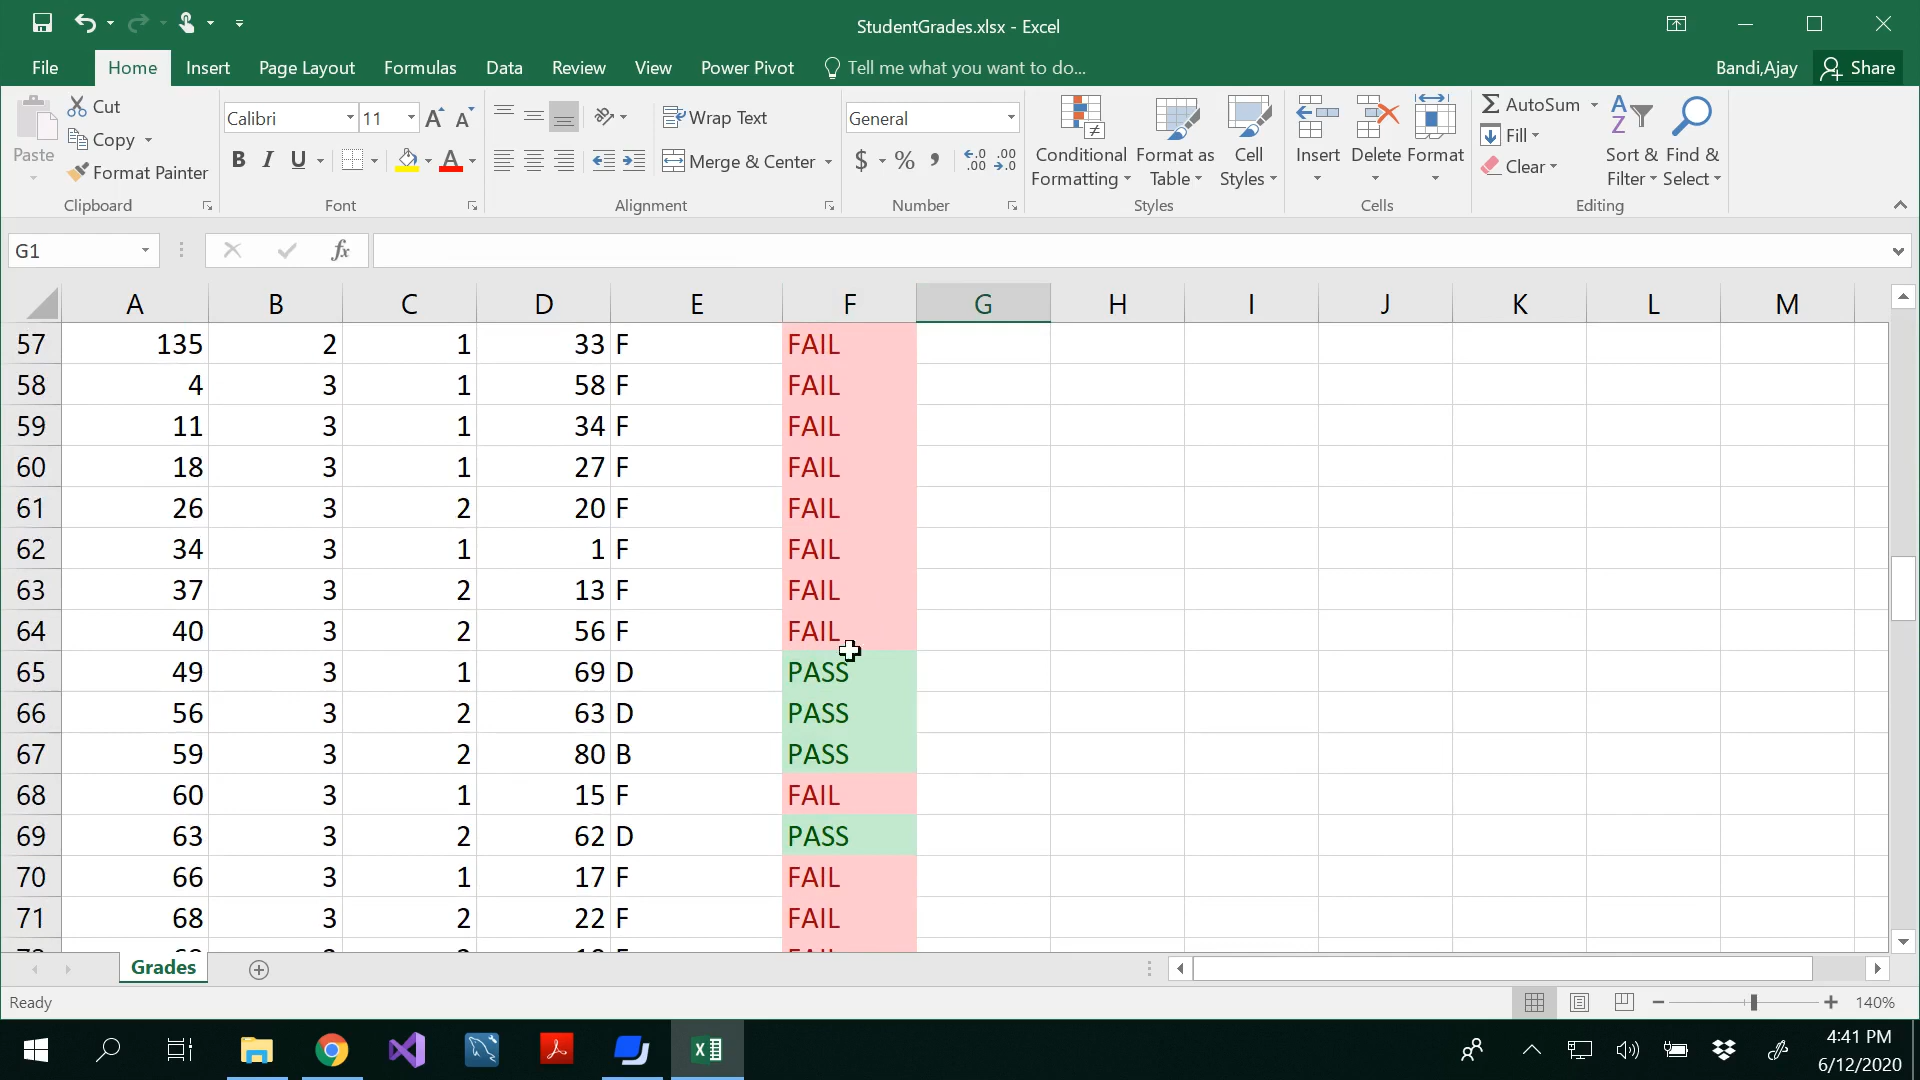 StudentGrades.xlsx - Excel
File Home Insert Page Layout Formulas Data Review View Power Pivot Tell me what you want to do... Bandi,Ajay Share
Paste
Cut
Copy
Format Painter
Clipboard
Calibri 11
B I U
Font
Wrap Text
Merge & Center
Alignment
General
$ % ,
Number
Conditional Formatting
Format as Table
Cell Styles
Styles
Insert Delete Format
Cells
AutoSum
Fill
Clear
Sort & Filter
Find & Select
Editing
G1 fx
A B C D E F G H I J K L M
57 135 2 1 33 F FAIL
58 4 3 1 58 F FAIL
59 11 3 1 34 F FAIL
60 18 3 1 27 F FAIL
61 26 3 2 20 F FAIL
62 34 3 1 1 F FAIL
63 37 3 2 13 F FAIL
64 40 3 2 56 F FAIL
65 49 3 1 69 D PASS
66 56 3 2 63 D PASS
67 59 3 2 80 B PASS
68 60 3 1 15 F FAIL
69 63 3 2 62 D PASS
70 66 3 1 17 F FAIL
71 68 3 2 22 F FAIL
Grades
Ready 140%
4:41 PM
6/12/2020